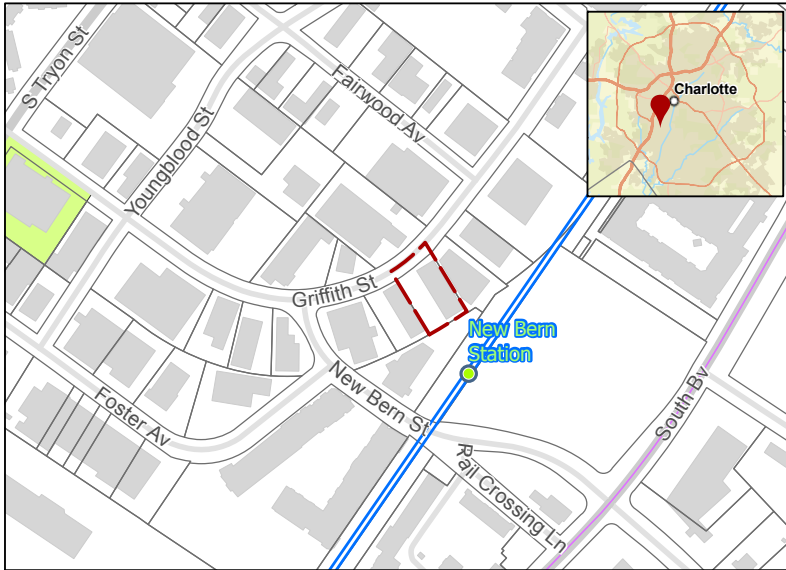 S Tryon St
Youngblood St
Fairwood Av
Charlotte
Griffith St
New Bern
Station
New Bern St
Foster Av
South Bv
Rail Crossing Ln